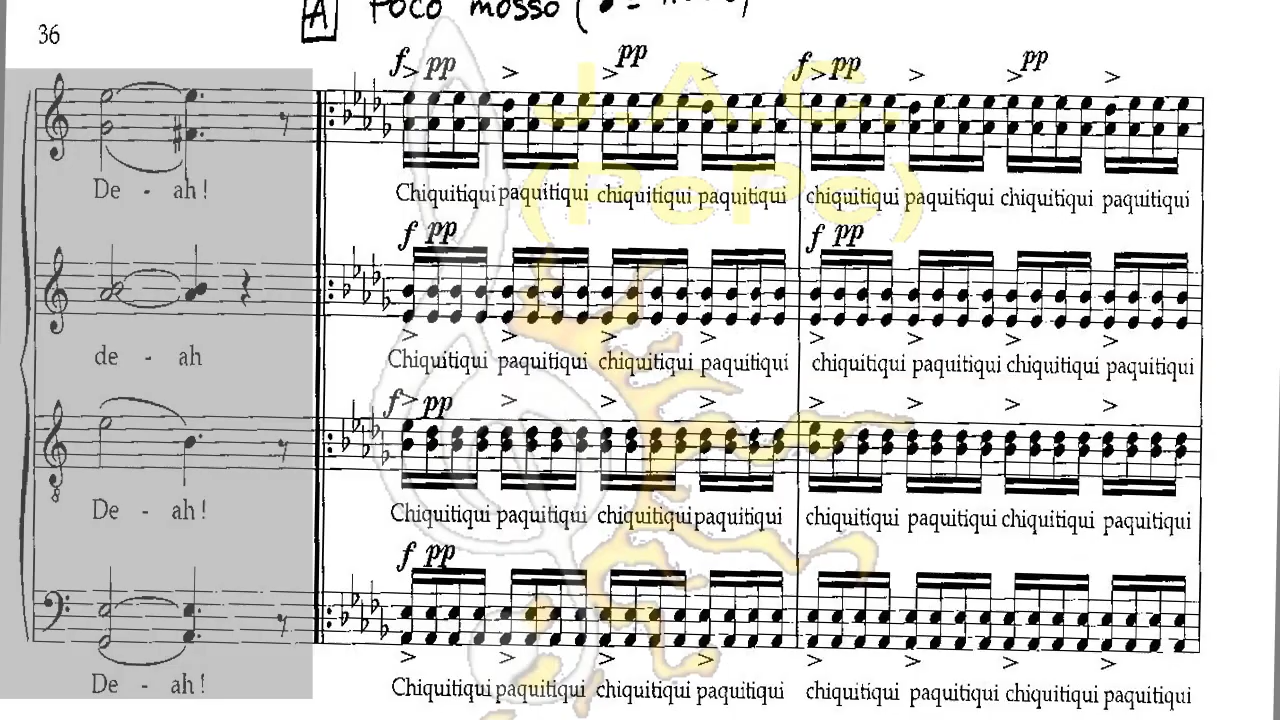 A Poco mosso (
36
f pp pp f pp pp
De - ah! Chiquitiqui paquitiqui chiquitiqui paquitiqui chiquitiqui paquitiqui chiquitiqui paquitiqui
f pp f pp
de - ah Chiquitiqui paquitiqui chiquitiqui paquitiqui chiquitiqui paquitiqui chiquitiqui paquitiqui
f pp
8
De - ah! Chiquitiqui paquitiqui chiquitiqui paquitiqui chiquitiqui paquitiqui chiquitiqui paquitiqui
f pp
De - ah! Chiquitiqui paquitiqui chiquitiqui paquitiqui chiquitiqui paquitiqui chiquitiqui paquitiqui
J.A.C.
(PePe)